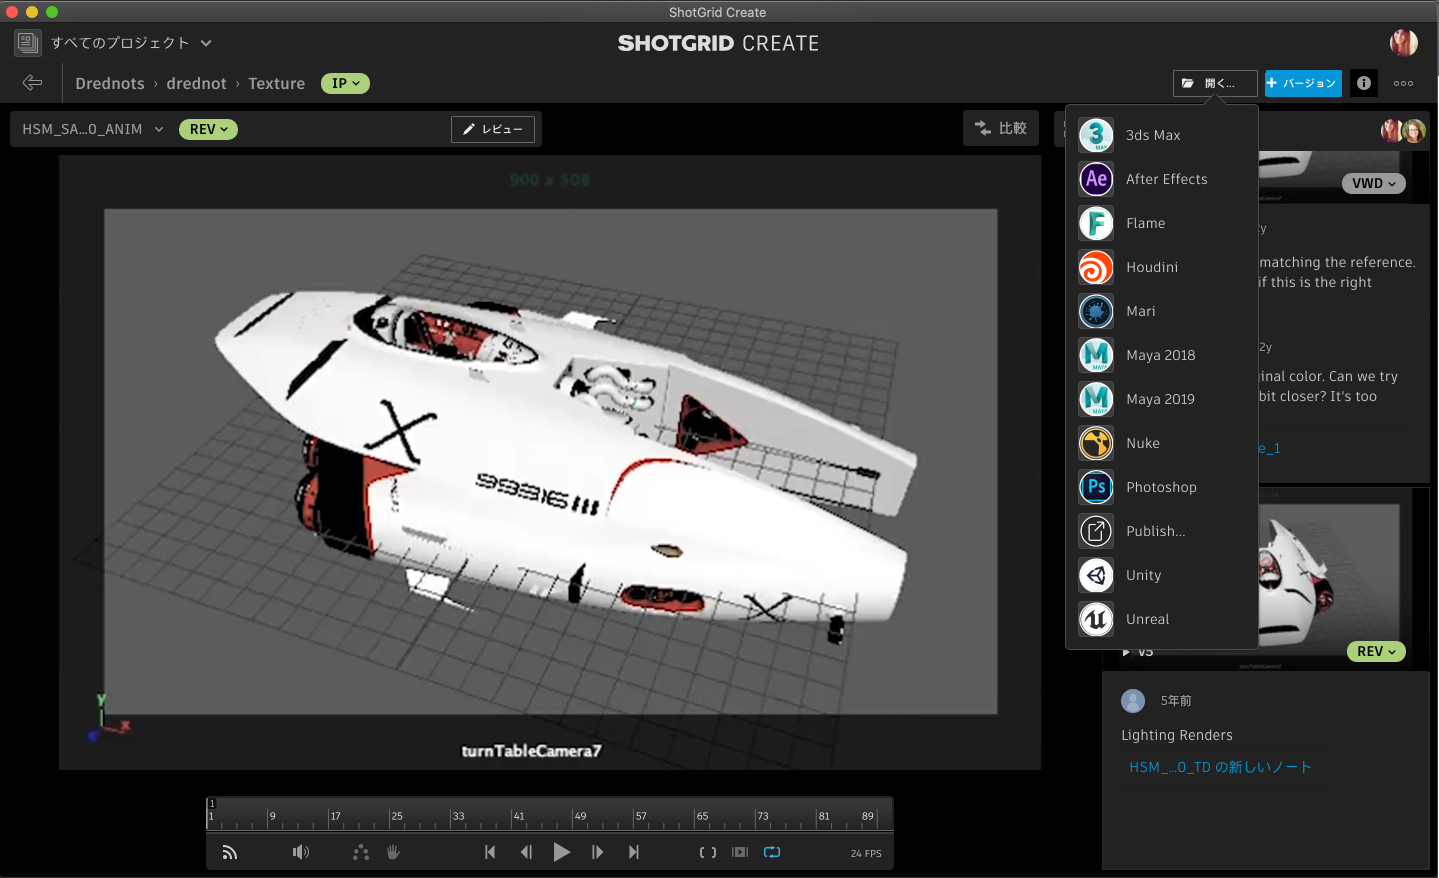 ShotGrid Create
すべてのプロジェクト
SHOTGRID CREATE
Drednots › drednot › Texture
IP
開く...
+ バージョン
HSM_SA...0_ANIM
REV
レビュー
比較
900 x 508
9996
turnTableCamera7
3ds Max
After Effects
Flame
Houdini
Mari
Maya 2018
Maya 2019
Nuke
Photoshop
Publish...
Unity
Unreal
VWD
matching the reference.
if this is the right
2y
ginal color. Can we try
bit closer? It's too
e_1
V5
REV
5年前
Lighting Renders
HSM_...0_TD の新しいノート
1
1 9 17 25 33 41 49 57 65 73 81 89
24 FPS